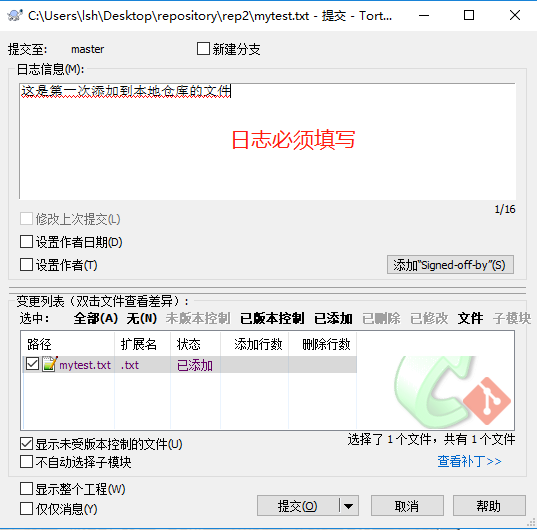 C:\Users\lsh\Desktop\repository\rep2\mytest.txt - 提交 - Tort...
提交至: master 新建分支
日志信息(M):
这是第一次添加到本地仓库的文件
日志必须填写
1/16
修改上次提交(L)
设置作者日期(D)
设置作者(T) 添加"Signed-off-by"(S)
变更列表（双击文件查看差异）:
选中: 全部(A) 无(N) 未版本控制 已版本控制 已添加 已删除 已修改 文件 子模块
路径 扩展名 状态 添加行数 删除行数
mytest.txt .txt 已添加
显示未受版本控制的文件(U) 选择了 1 个文件，共有 1 个文件
不自动选择子模块 查看补丁>>
显示整个工程(W)
仅仅消息(Y) 提交(O) 取消 帮助